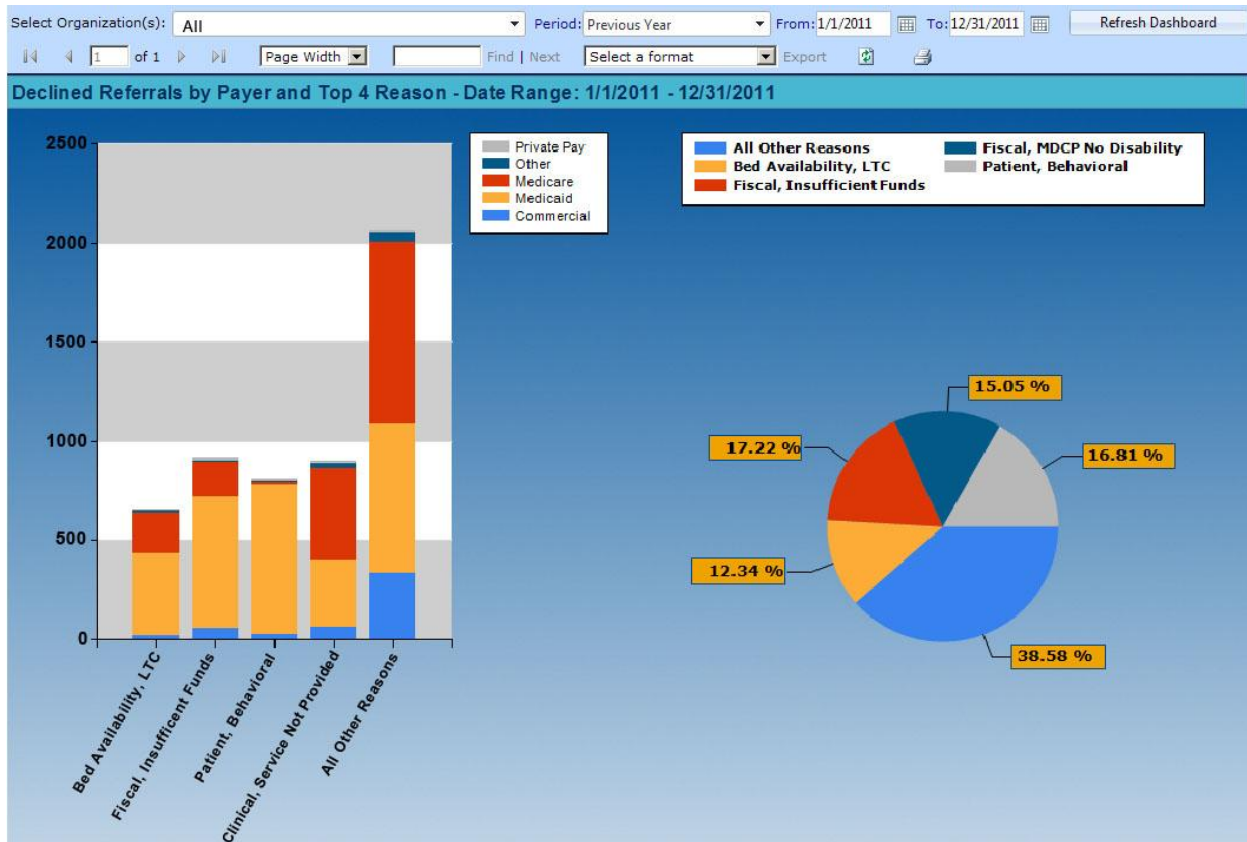 Select Organization(s): All Period: Previous Year From: 1/1/2011 To: 12/31/2011 Refresh Dashboard
1 of 1 Page Width Find | Next Select a format Export
Declined Referrals by Payer and Top 4 Reason - Date Range: 1/1/2011 - 12/31/2011
2500
2000
1500
1000
500
0
Bed Availability, LTC
Fiscal, Insufficent Funds
Patient, Behavioral
Clinical, Service Not Provided
All Other Reasons
Private Pay
Other
Medicare
Medicaid
Commercial
All Other Reasons Fiscal, MDCP No Disability
Bed Availability, LTC Patient, Behavioral
Fiscal, Insufficient Funds
15.05 %
17.22 %
16.81 %
12.34 %
38.58 %